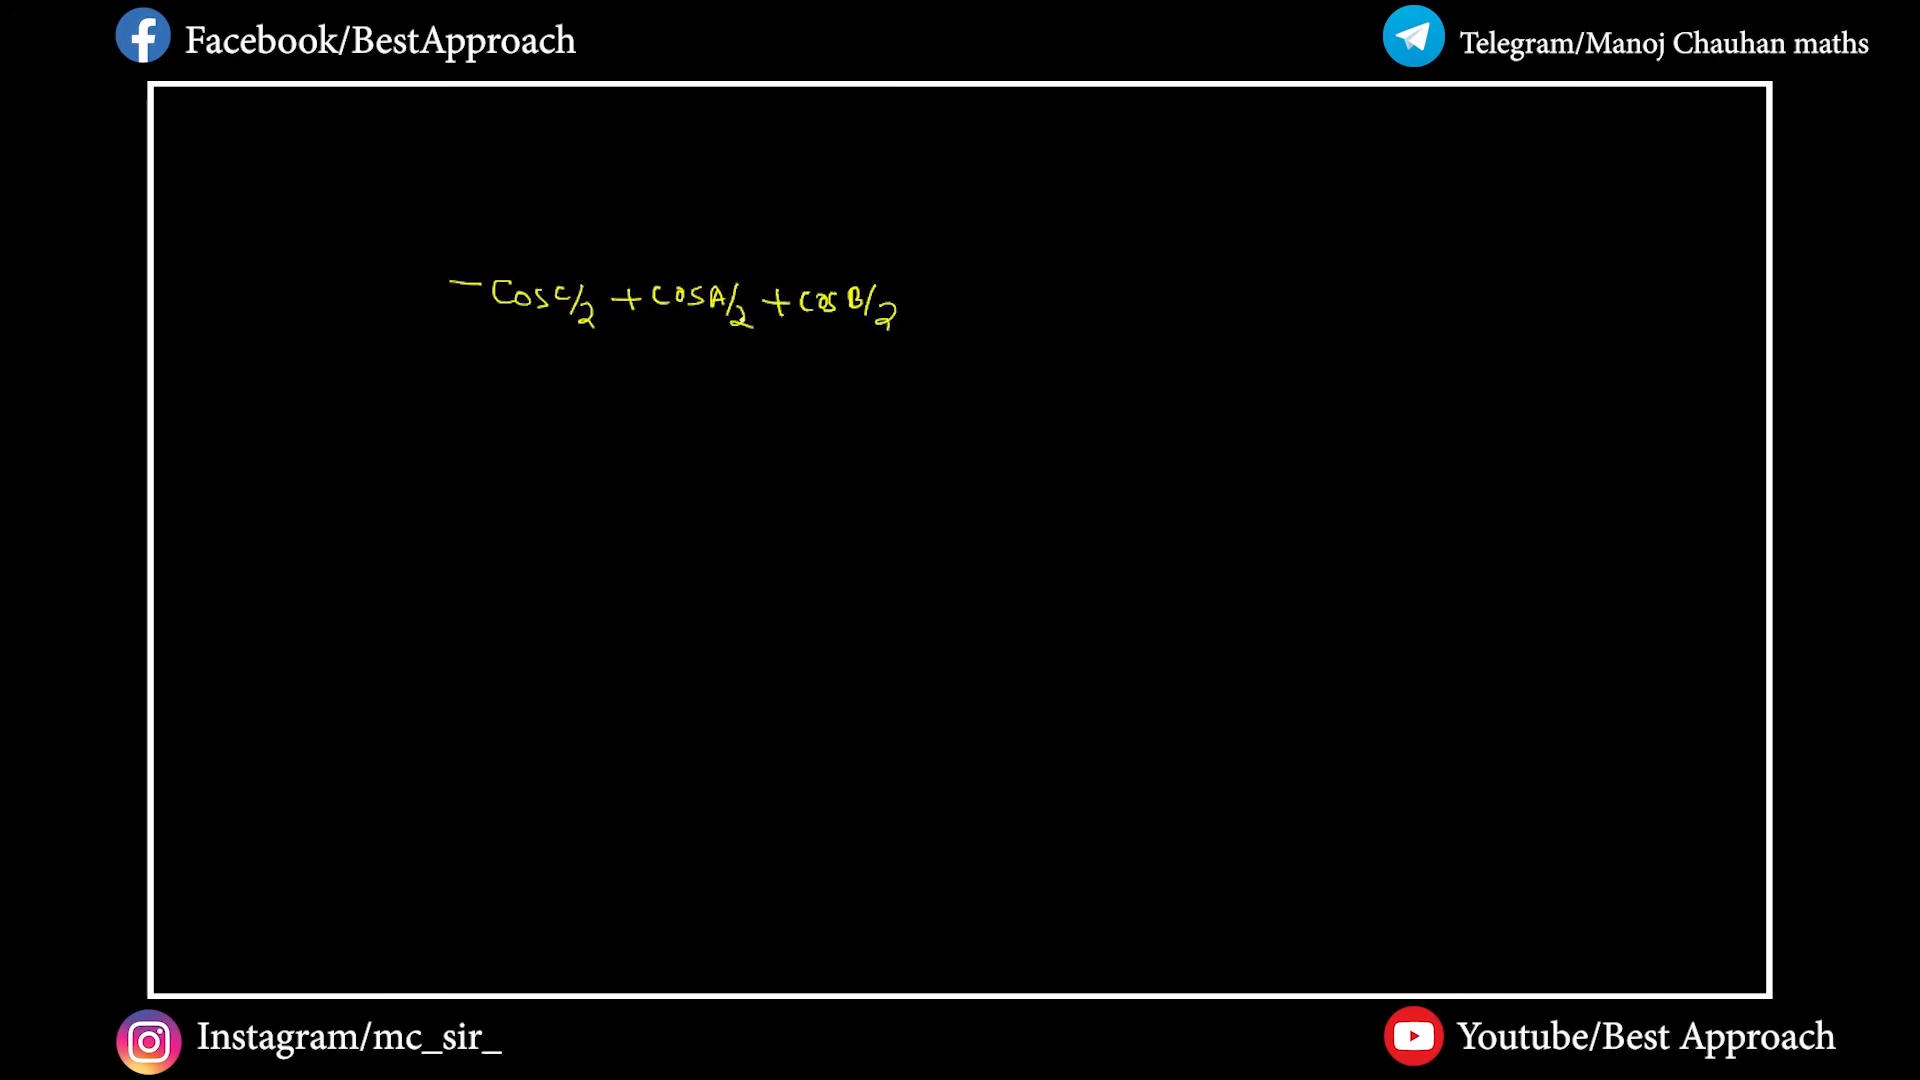 Facebook/BestApproach
Telegram/Manoj Chauhan maths
- Cos C/2 + cos A/2 + cos B/2
Instagram/mc_sir_
Youtube/Best Approach